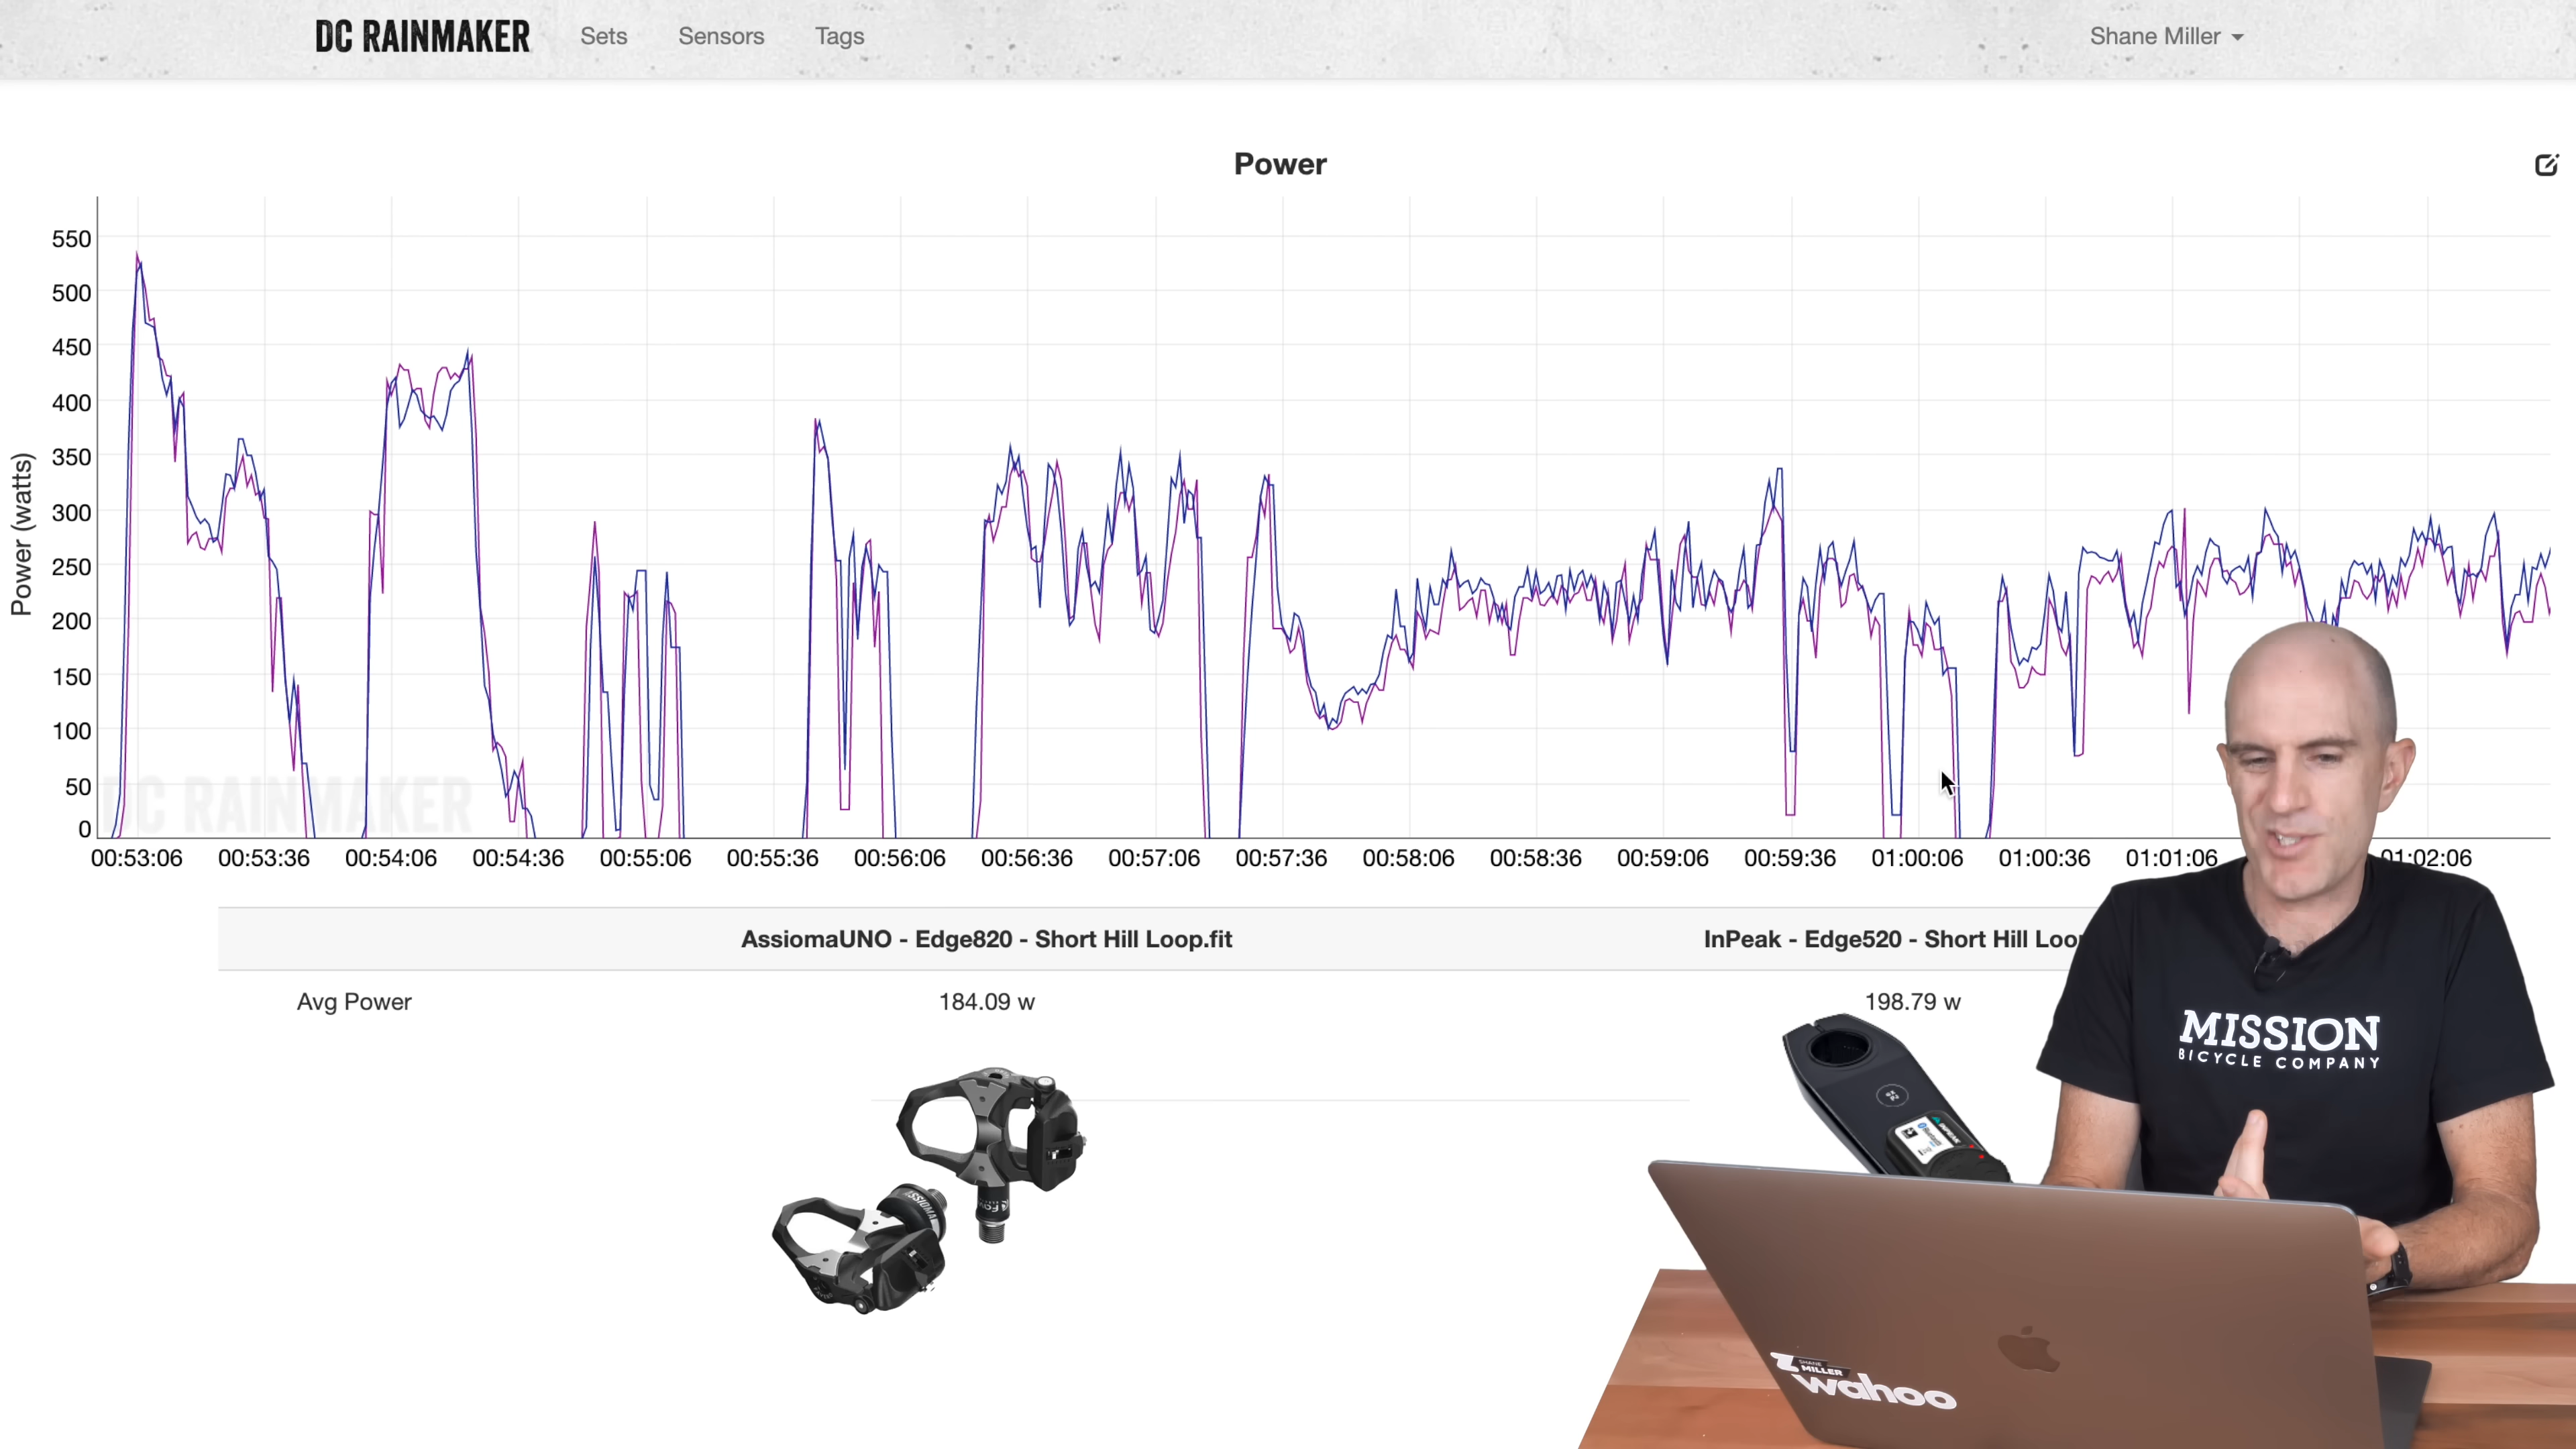 DC RAINMAKER Sets Sensors Tags Shane Miller
Power
Power (watts)
550
500
450
400
350
300
250
200
150
100
50
0
DC RAINMAKER
00:53:06 00:53:36 00:54:06 00:54:36 00:55:06 00:55:36 00:56:06 00:56:36 00:57:06 00:57:36 00:58:06 00:58:36 00:59:06 00:59:36 01:00:06 01:00:36 01:01:06 01:02:06
AssiomaUNO - Edge820 - Short Hill Loop.fit InPeak - Edge520 - Short Hill Loo
Avg Power 184.09 w 198.79 w
MISSION
BICYCLE COMPANY
ASSIOMA
INPEAK
SHANE
MILLER
wahoo